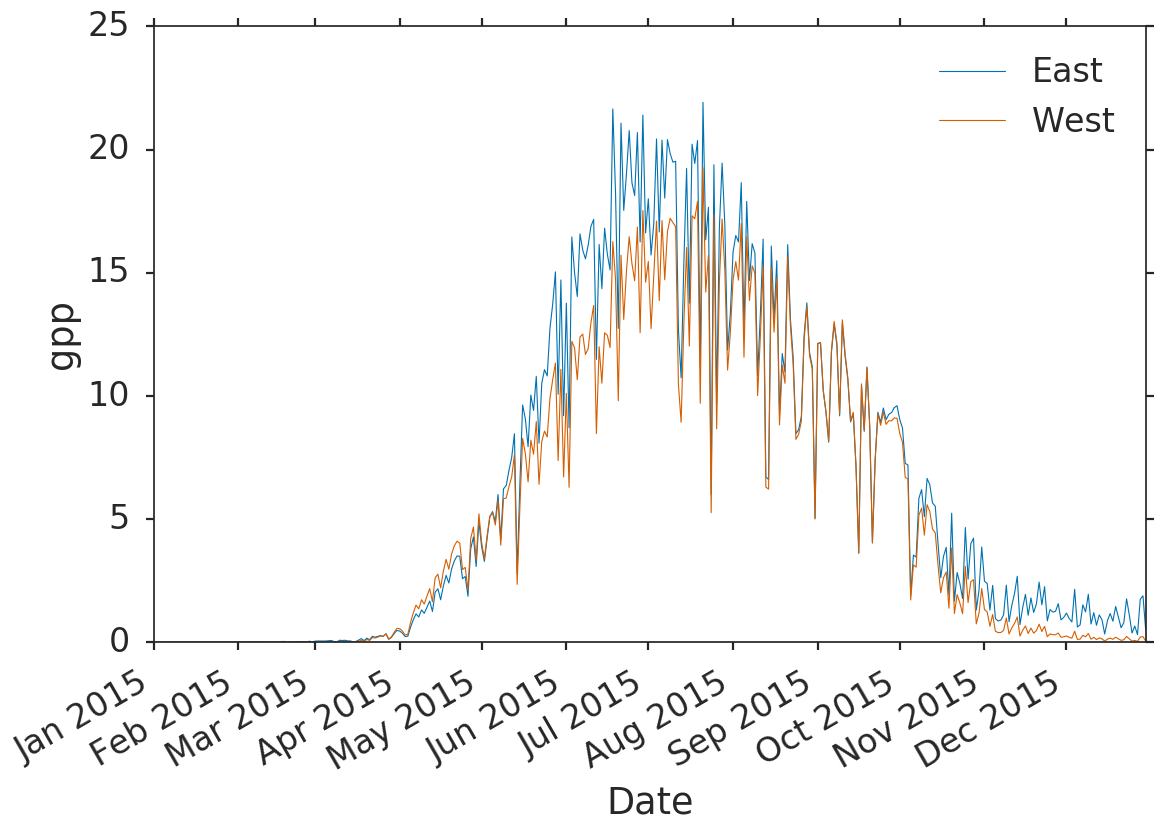 25
20
15
10
5
0
gpp
East
West
Jan 2015
Feb 2015
Mar 2015
Apr 2015
May 2015
Jun 2015
Jul 2015
Aug 2015
Sep 2015
Oct 2015
Nov 2015
Dec 2015
Date